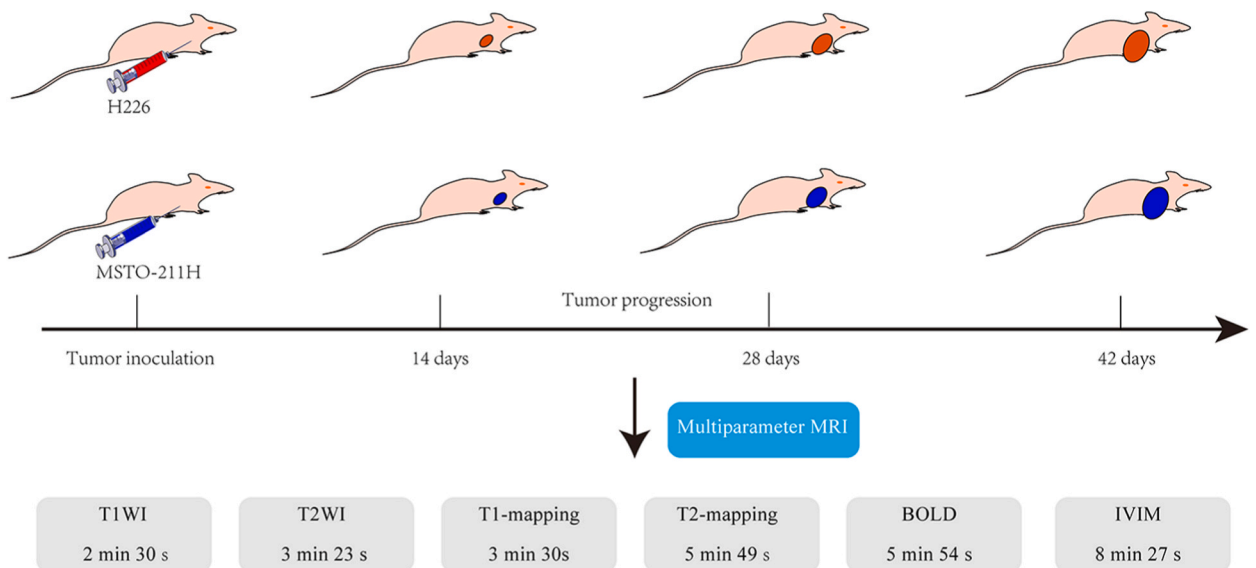 H226
MSTO-211H
Tumor progression
Tumor inoculation
14 days
28 days
42 days
Multiparameter MRI
T1WI
2 min 30 s
T2WI
3 min 23 s
T1-mapping
3 min 30s
T2-mapping
5 min 49 s
BOLD
5 min 54 s
IVIM
8 min 27 s